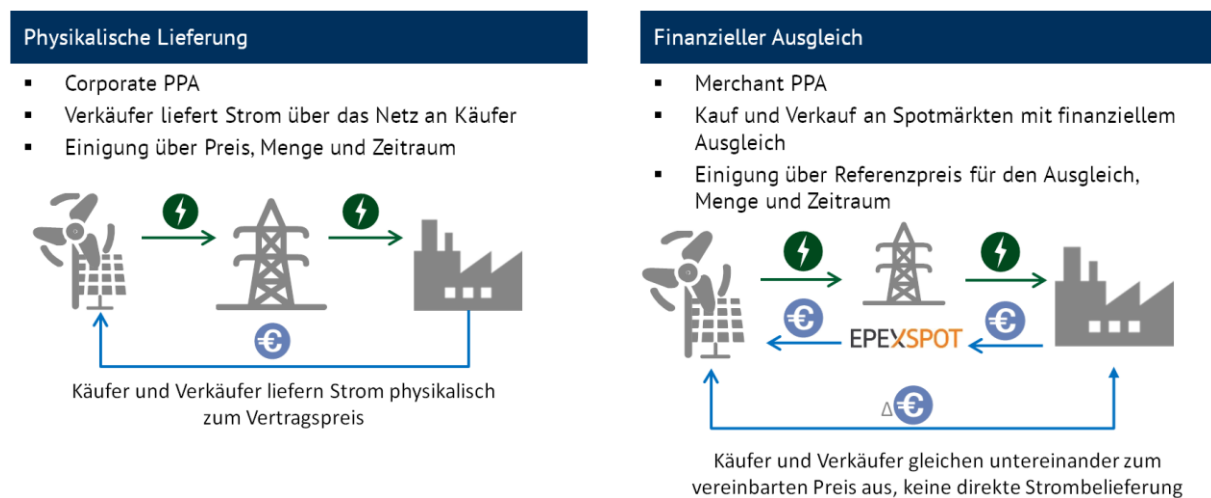 Physikalische Lieferung
▪ Corporate PPA
▪ Verkäufer liefert Strom über das Netz an Käufer
▪ Einigung über Preis, Menge und Zeitraum
€
Käufer und Verkäufer liefern Strom physikalisch
zum Vertragspreis
Finanzieller Ausgleich
▪ Merchant PPA
▪ Kauf und Verkauf an Spotmärkten mit finanziellem
Ausgleich
▪ Einigung über Referenzpreis für den Ausgleich,
Menge und Zeitraum
€ EPEXSPOT €
Δ €
Käufer und Verkäufer gleichen untereinander zum
vereinbarten Preis aus, keine direkte Strombelieferung